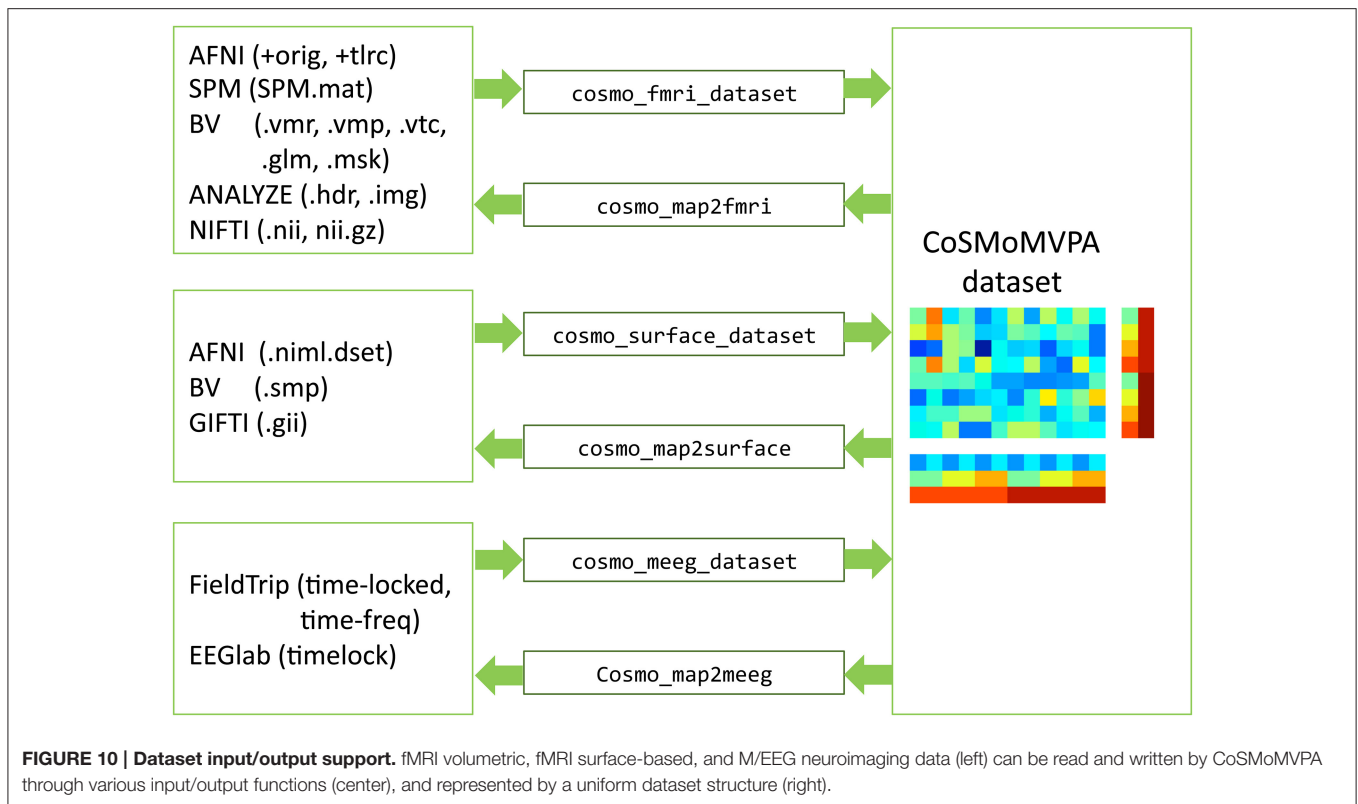 AFNI (+orig, +tlrc)
SPM (SPM.mat)
BV (.vmr, .vmp, .vtc,
.glm, .msk)
ANALYZE (.hdr, .img)
NIFTI (.nii, nii.gz)
cosmo_fmri_dataset
cosmo_map2fmri
AFNI (.niml.dset)
BV (.smp)
GIFTI (.gii)
cosmo_surface_dataset
cosmo_map2surface
FieldTrip (time-locked,
time-freq)
EEGlab (timelock)
cosmo_meeg_dataset
Cosmo_map2meeg
CoSMoMVPA
dataset
FIGURE 10 | Dataset input/output support. fMRI volumetric, fMRI surface-based, and M/EEG neuroimaging data (left) can be read and written by CoSMoMVPA
through various input/output functions (center), and represented by a uniform dataset structure (right).